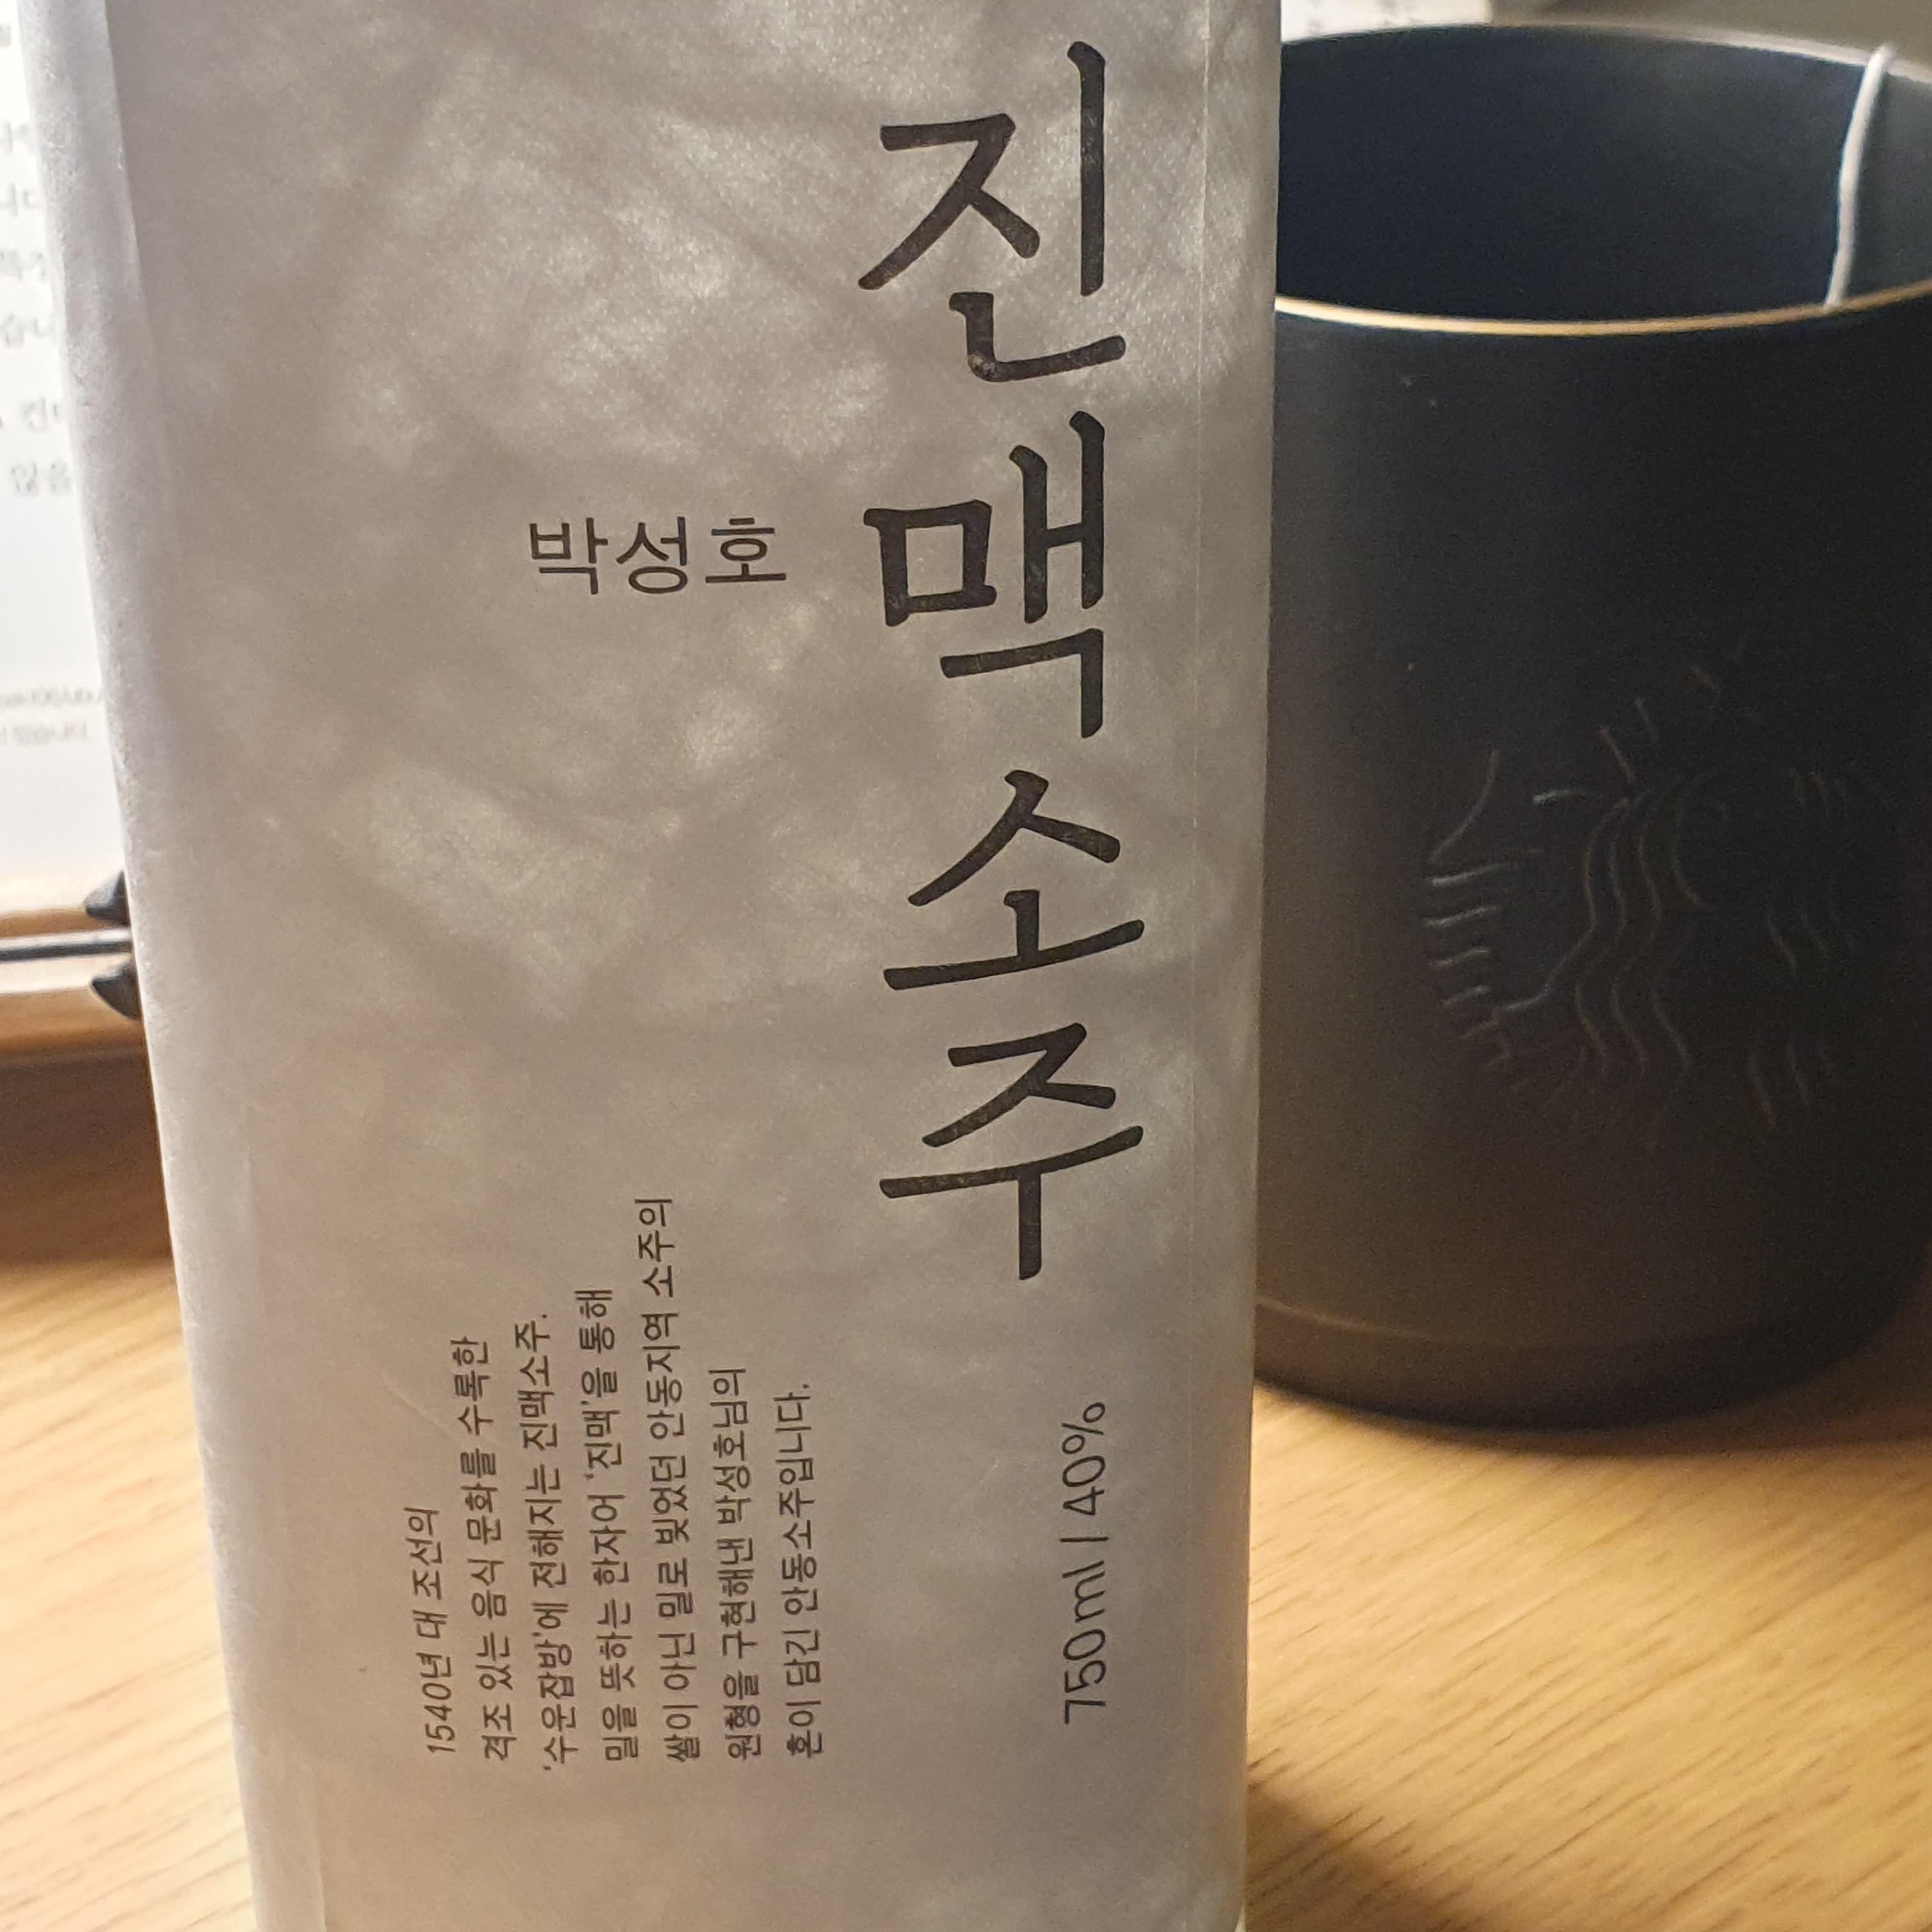 진맥소주
박성호
1540년 대 조선의
격조 있는 음식 문화를 수록한
'수운잡방'에 전해지는 진맥소주.
밀을 뜻하는 한자어 '진맥'을 통해
쌀이 아닌 밀로 빚었던 안동지역 소주의
원형을 구현해낸 박성호님의
혼이 담긴 안동소주입니다.
750ml | 40%